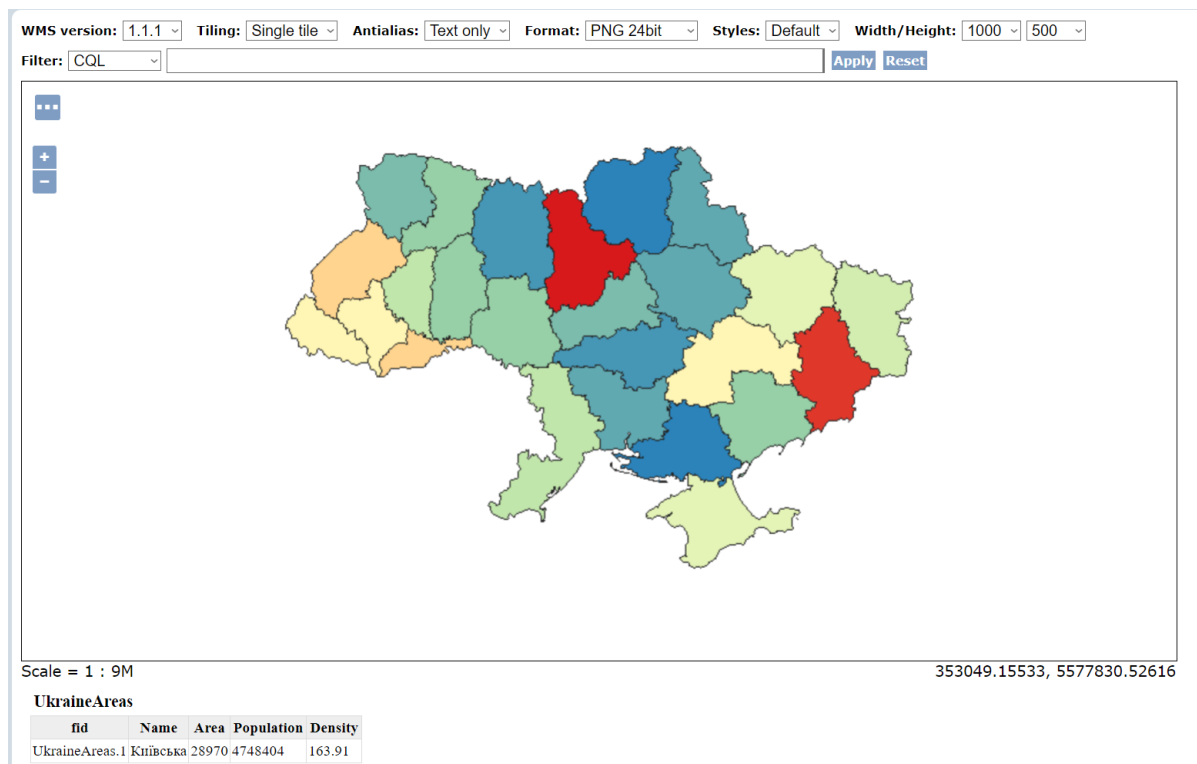 WMS version: 1.1.1 Tiling: Single tile Antialias: Text only Format: PNG 24bit Styles: Default Width/Height: 1000 500
Filter: CQL Apply Reset
+
−
Scale = 1 : 9M 353049.15533, 5577830.52616
UkraineAreas
fid Name Area Population Density
UkraineAreas.1 Київська 28970 4748404 163.91